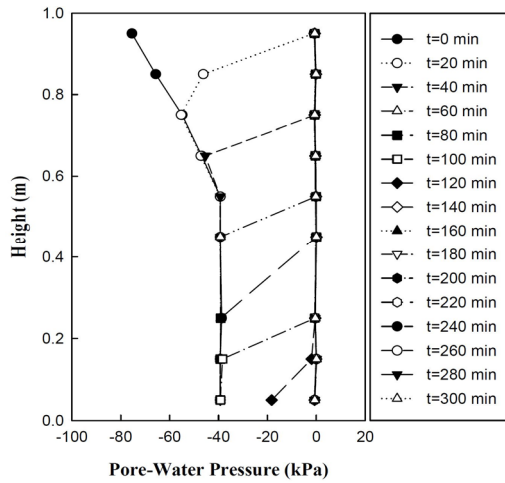 Height (m)
1.0
0.8
0.6
0.4
0.2
0.0
-100 -80 -60 -40 -20 0 20
Pore-Water Pressure (kPa)
t=0 min
t=20 min
t=40 min
t=60 min
t=80 min
t=100 min
t=120 min
t=140 min
t=160 min
t=180 min
t=200 min
t=220 min
t=240 min
t=260 min
t=280 min
t=300 min